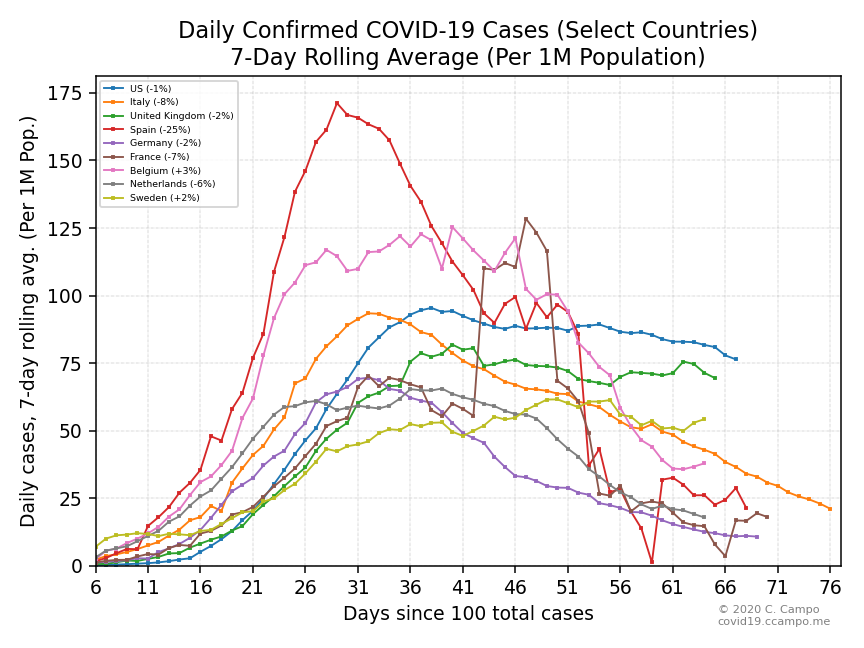 Daily Confirmed COVID-19 Cases (Select Countries)
7-Day Rolling Average (Per 1M Population)
Daily cases, 7-day rolling avg. (Per 1M Pop.)
175
150
125
100
75
50
25
0
US (-1%)
Italy (-8%)
United Kingdom (-2%)
Spain (-25%)
Germany (-2%)
France (-7%)
Belgium (+3%)
Netherlands (-6%)
Sweden (+2%)
6 11 16 21 26 31 36 41 46 51 56 61 66 71 76
Days since 100 total cases
© 2020 C. Campo
covid19.ccampo.me